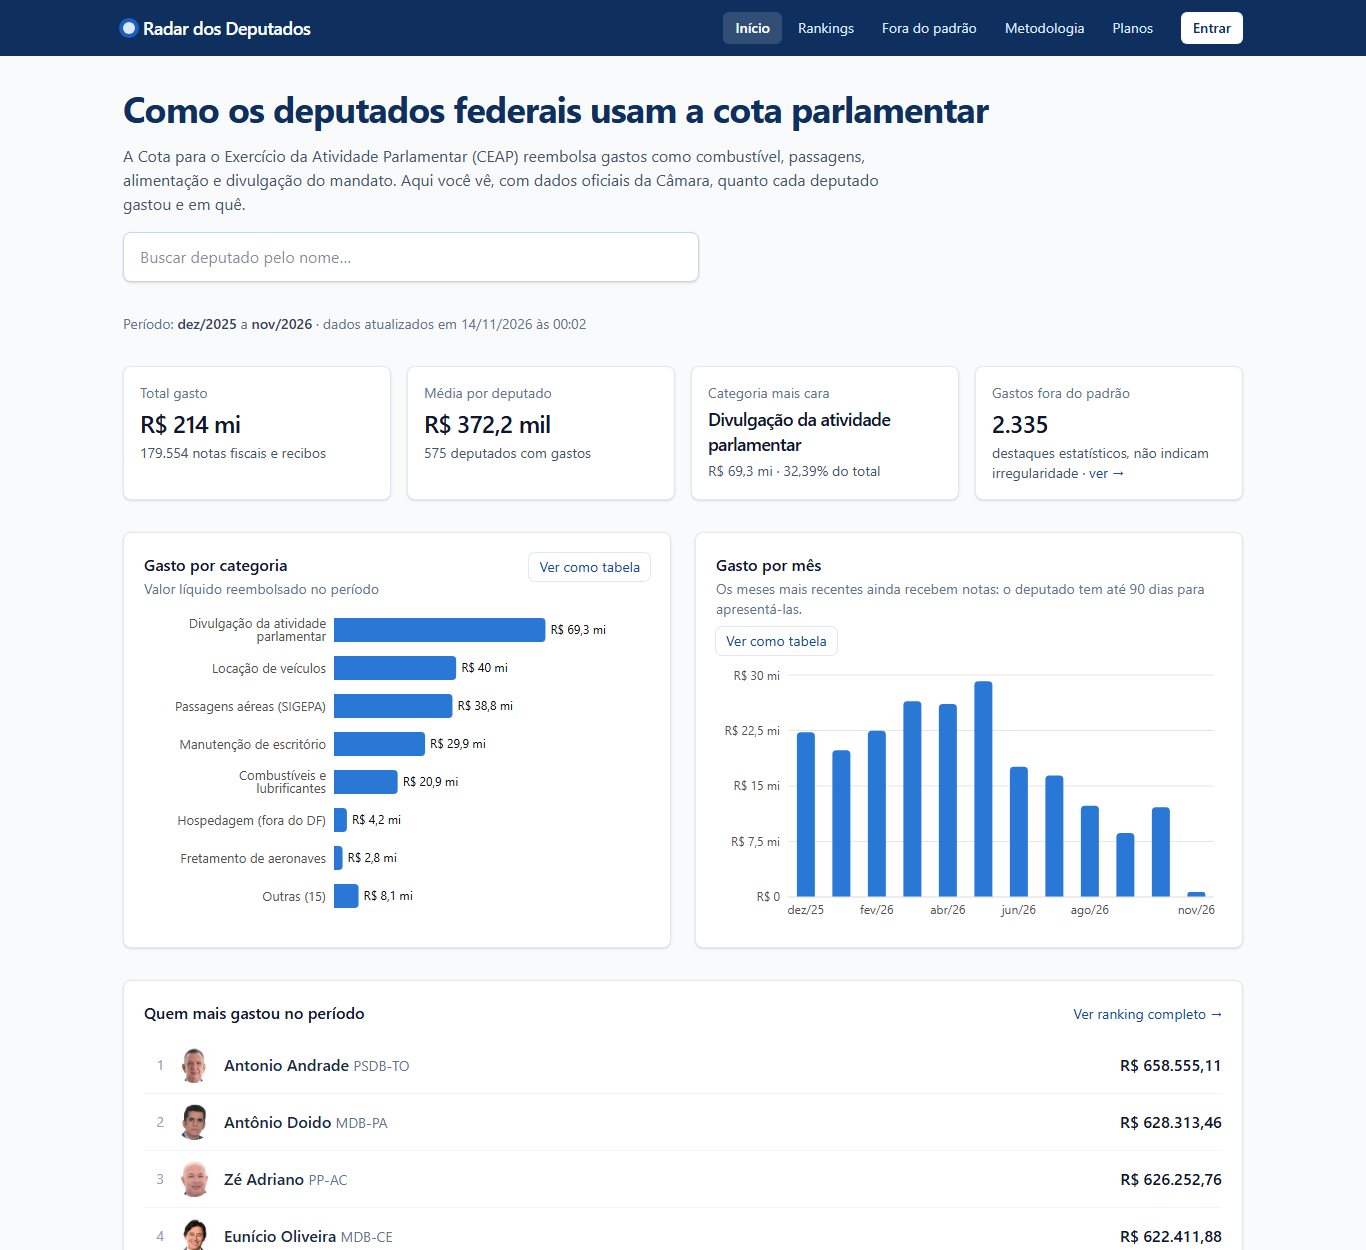 Radar dos Deputados
Início
Rankings
Fora do padrão
Metodologia
Planos
Entrar
Como os deputados federais usam a cota parlamentar
A Cota para o Exercício da Atividade Parlamentar (CEAP) reembolsa gastos como combustível, passagens,
alimentação e divulgação do mandato. Aqui você vê, com dados oficiais da Câmara, quanto cada deputado
gastou e em quê.
Buscar deputado pelo nome...
Período: dez/2025 a nov/2026 · dados atualizados em 14/11/2026 às 00:02
Total gasto
R$ 214 mi
179.554 notas fiscais e recibos
Média por deputado
R$ 372,2 mil
575 deputados com gastos
Categoria mais cara
Divulgação da atividade
parlamentar
R$ 69,3 mi · 32,39% do total
Gastos fora do padrão
2.335
destaques estatísticos, não indicam
irregularidade · ver →
Gasto por categoria
Ver como tabela
Valor líquido reembolsado no período
Divulgação da atividade
parlamentar
R$ 69,3 mi
Locação de veículos
R$ 40 mi
Passagens aéreas (SIGEPA)
R$ 38,8 mi
Manutenção de escritório
R$ 29,9 mi
Combustíveis e
lubrificantes
R$ 20,9 mi
Hospedagem (fora do DF)
R$ 4,2 mi
Fretamento de aeronaves
R$ 2,8 mi
Outras (15)
R$ 8,1 mi
Gasto por mês
Os meses mais recentes ainda recebem notas: o deputado tem até 90 dias para
apresentá-las.
Ver como tabela
R$ 30 mi
R$ 22,5 mi
R$ 15 mi
R$ 7,5 mi
R$ 0
dez/25
fev/26
abr/26
jun/26
ago/26
nov/26
Quem mais gastou no período
Ver ranking completo →
1
Antonio Andrade PSDB-TO
R$ 658.555,11
2
Antônio Doido MDB-PA
R$ 628.313,46
3
Zé Adriano PP-AC
R$ 626.252,76
4
Eunício Oliveira MDB-CE
R$ 622.411,88